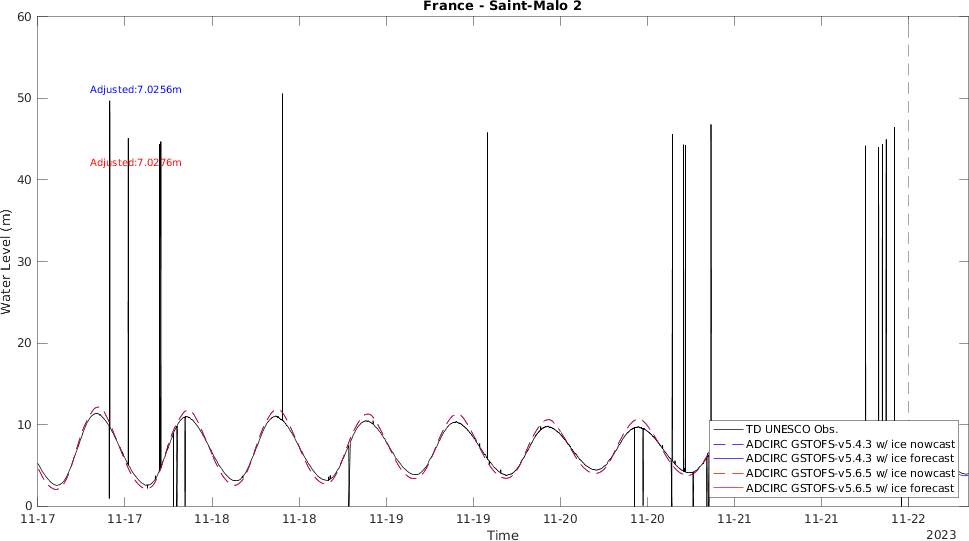 France - Saint-Malo 2
60
50
40
30
20
10
0
Water Level (m)
Adjusted:7.0256m
Adjusted:7.0276m
TD UNESCO Obs.
ADCIRC GSTOFS-v5.4.3 w/ ice nowcast
ADCIRC GSTOFS-v5.4.3 w/ ice forecast
ADCIRC GSTOFS-v5.6.5 w/ ice nowcast
ADCIRC GSTOFS-v5.6.5 w/ ice forecast
11-17 11-17 11-18 11-18 11-19 11-19 11-20 11-20 11-21 11-21 11-22
Time
2023